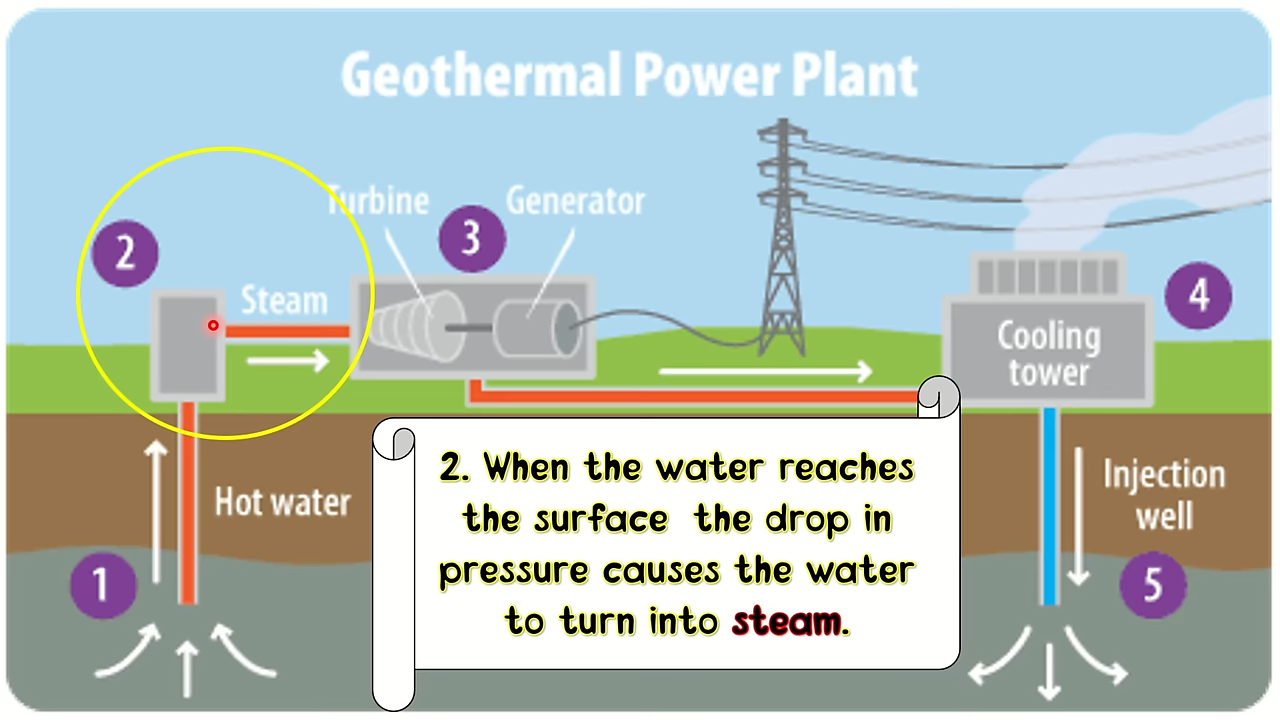 Geothermal Power Plant
Turbine
Generator
2
3
Steam
4
Cooling
tower
2. When the water reaches
the surface the drop in
pressure causes the water
to turn into steam.
Hot water
Injection
well
1
5